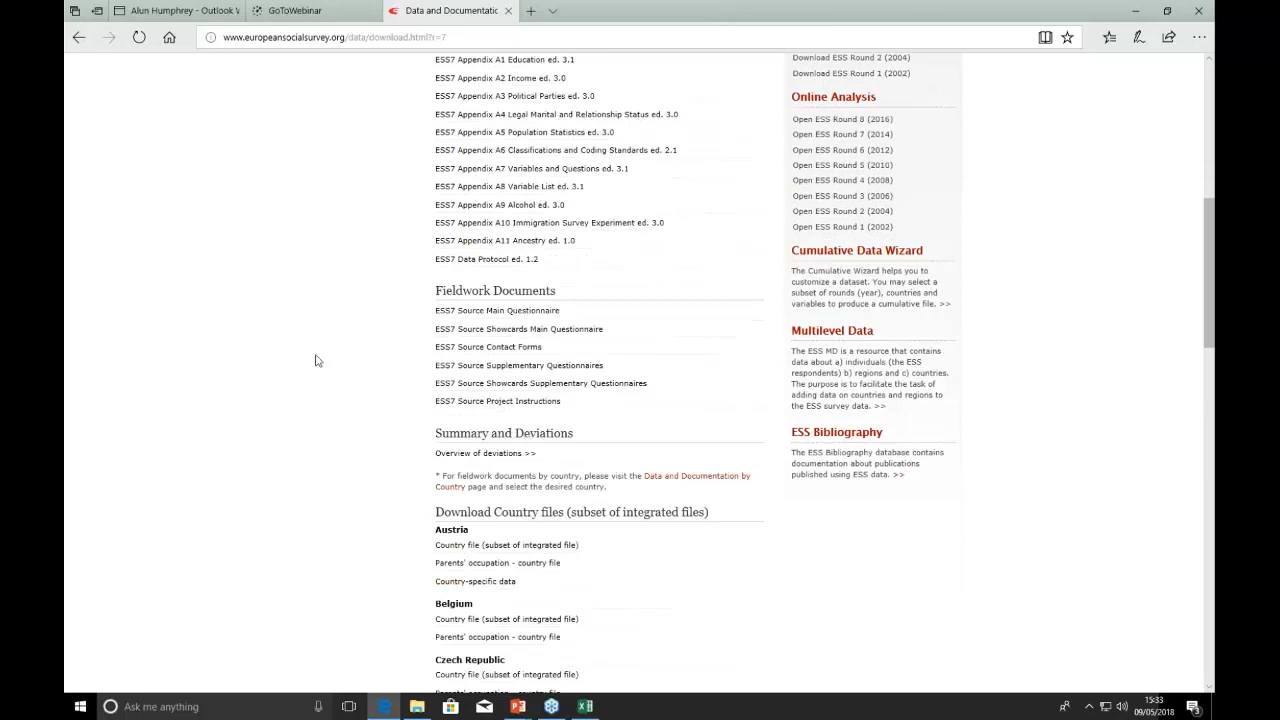 Alun Humphrey - Outlook
GoToWebinar
Data and Documentatic
www.europeansocialsurvey.org/data/download.html?r=7
ESS7 Appendix A1 Education ed. 3.1
ESS7 Appendix A2 Income ed. 3.0
ESS7 Appendix A3 Political Parties ed. 3.0
ESS7 Appendix A4 Legal Marital and Relationship Status ed. 3.0
ESS7 Appendix A5 Population Statistics ed. 3.0
ESS7 Appendix A6 Classifications and Coding Standards ed. 2.1
ESS7 Appendix A7 Variables and Questions ed. 3.1
ESS7 Appendix A8 Variable List ed. 3.1
ESS7 Appendix A9 Alcohol ed. 3.0
ESS7 Appendix A10 Immigration Survey Experiment ed. 3.0
ESS7 Appendix A11 Ancestry ed. 1.0
ESS7 Data Protocol ed. 1.2
Fieldwork Documents
ESS7 Source Main Questionnaire
ESS7 Source Showcards Main Questionnaire
ESS7 Source Contact Forms
ESS7 Source Supplementary Questionnaires
ESS7 Source Showcards Supplementary Questionnaires
ESS7 Source Project Instructions
Summary and Deviations
Overview of deviations >>
* For fieldwork documents by country, please visit the Data and Documentation by
Country page and select the desired country.
Download Country files (subset of integrated files)
Austria
Country file (subset of integrated file)
Parents' occupation - country file
Country-specific data
Belgium
Country file (subset of integrated file)
Parents' occupation - country file
Czech Republic
Country file (subset of integrated file)
Parents' occupation - country file
Download ESS Round 2 (2004)
Download ESS Round 1 (2002)
Online Analysis
Open ESS Round 8 (2016)
Open ESS Round 7 (2014)
Open ESS Round 6 (2012)
Open ESS Round 5 (2010)
Open ESS Round 4 (2008)
Open ESS Round 3 (2006)
Open ESS Round 2 (2004)
Open ESS Round 1 (2002)
Cumulative Data Wizard
The Cumulative Wizard helps you to
customize a dataset. You may select a
subset of rounds (year), countries and
variables to produce a cumulative file. >>
Multilevel Data
The ESS MD is a resource that contains
data about a) individuals (the ESS
respondents) b) regions and c) countries.
The purpose is to facilitate the task of
adding data on countries and regions to
the ESS survey data. >>
ESS Bibliography
The ESS Bibliography database contains
documentation about publications
published using ESS data. >>
Ask me anything
15:33
09/05/2018
3